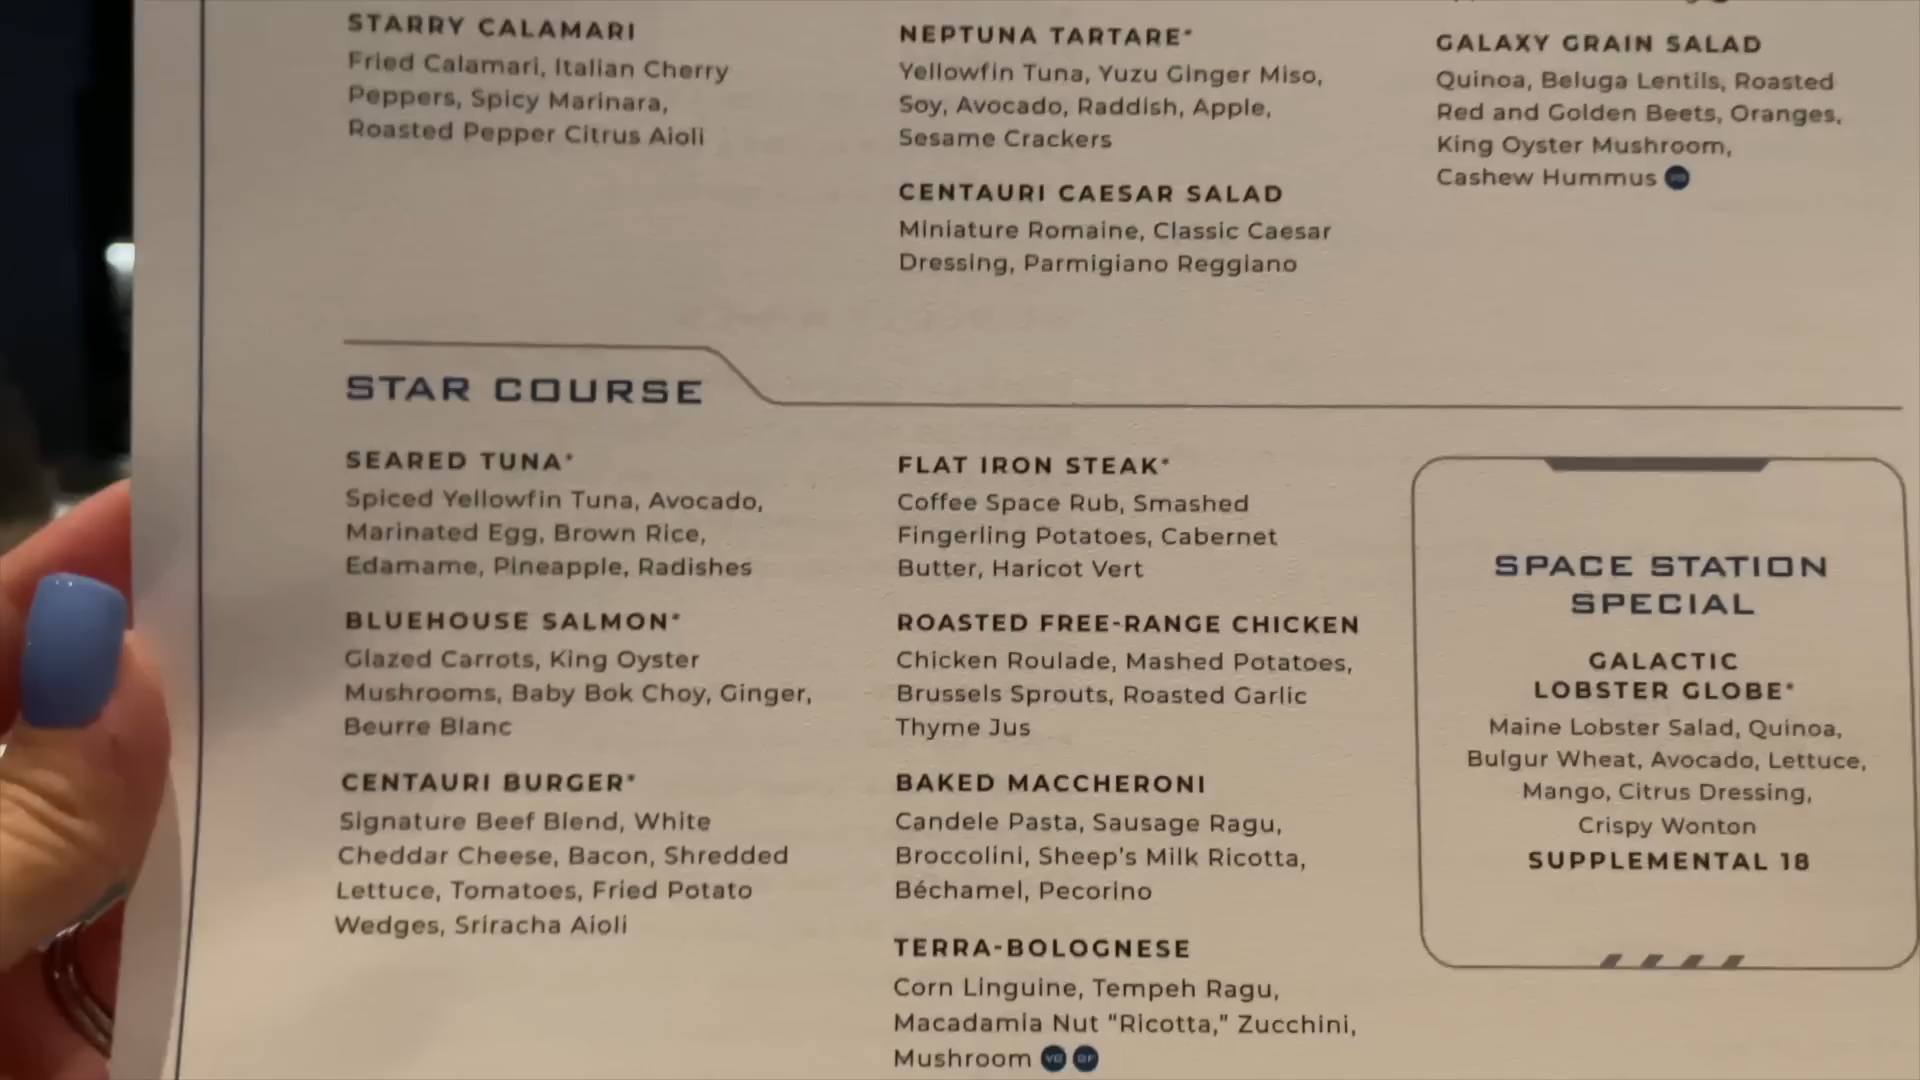 STARRY CALAMARI
Fried Calamari, Italian Cherry
Peppers, Spicy Marinara,
Roasted Pepper Citrus Aioli
NEPTUNA TARTARE*
Yellowfin Tuna, Yuzu Ginger Miso,
Soy, Avocado, Raddish, Apple,
Sesame Crackers
CENTAURI CAESAR SALAD
Miniature Romaine, Classic Caesar
Dressing, Parmigiano Reggiano
GALAXY GRAIN SALAD
Quinoa, Beluga Lentils, Roasted
Red and Golden Beets, Oranges,
King Oyster Mushroom,
Cashew Hummus
STAR COURSE
SEARED TUNA*
Spiced Yellowfin Tuna, Avocado,
Marinated Egg, Brown Rice,
Edamame, Pineapple, Radishes
BLUEHOUSE SALMON*
Glazed Carrots, King Oyster
Mushrooms, Baby Bok Choy, Ginger,
Beurre Blanc
CENTAURI BURGER*
Signature Beef Blend, White
Cheddar Cheese, Bacon, Shredded
Lettuce, Tomatoes, Fried Potato
Wedges, Sriracha Aioli
FLAT IRON STEAK*
Coffee Space Rub, Smashed
Fingerling Potatoes, Cabernet
Butter, Haricot Vert
ROASTED FREE-RANGE CHICKEN
Chicken Roulade, Mashed Potatoes,
Brussels Sprouts, Roasted Garlic
Thyme Jus
BAKED MACCHERONI
Candele Pasta, Sausage Ragu,
Broccolini, Sheep's Milk Ricotta,
Béchamel, Pecorino
TERRA-BOLOGNESE
Corn Linguine, Tempeh Ragu,
Macadamia Nut "Ricotta," Zucchini,
Mushroom VG GF
SPACE STATION
SPECIAL
GALACTIC
LOBSTER GLOBE*
Maine Lobster Salad, Quinoa,
Bulgur Wheat, Avocado, Lettuce,
Mango, Citrus Dressing,
Crispy Wonton
SUPPLEMENTAL 18